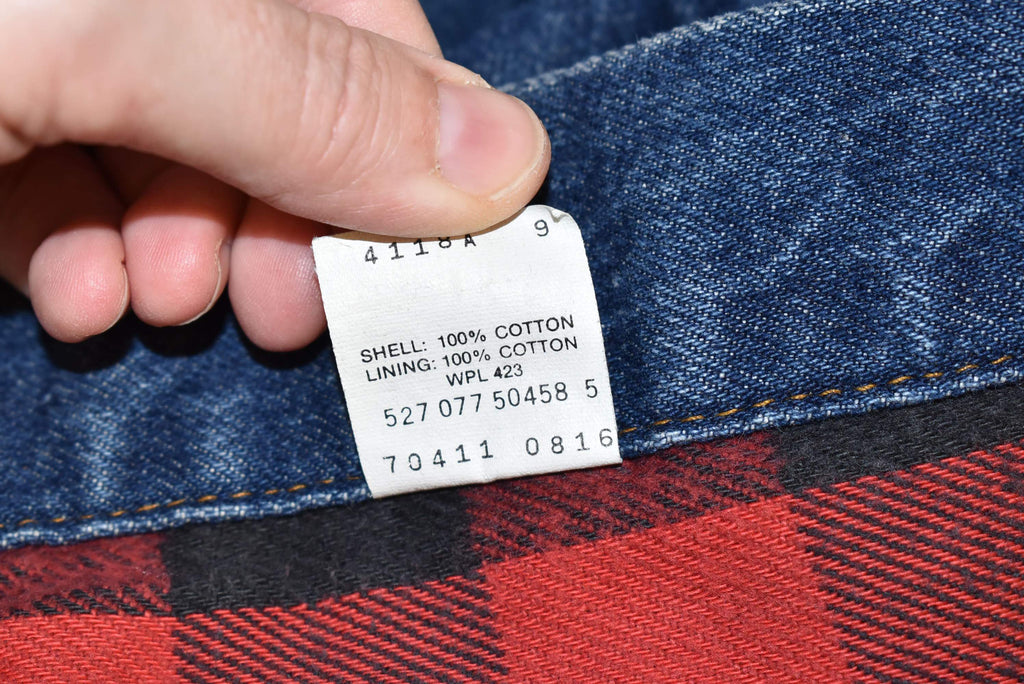 4118A 9
SHELL: 100% COTTON
LINING: 100% COTTON
WPL 423
527 077 50458 5
70411 0816